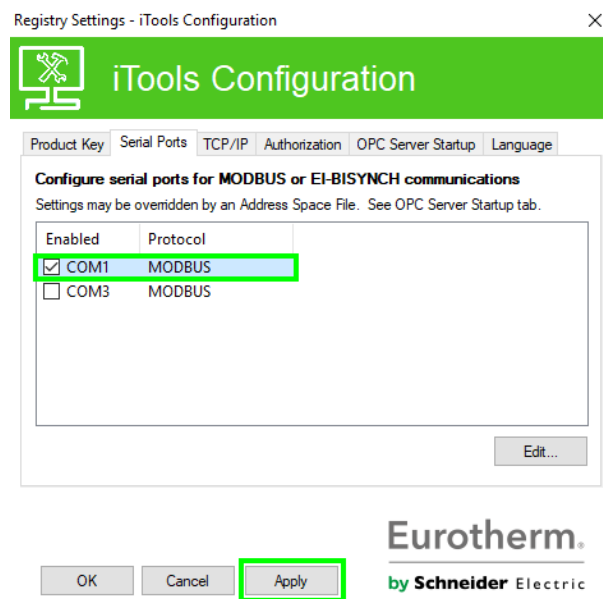 Registry Settings - iTools Configuration
iTools Configuration
Product Key Serial Ports TCP/IP Authorization OPC Server Startup Language
Configure serial ports for MODBUS or EI-BISYNCH communications
Settings may be overridden by an Address Space File. See OPC Server Startup tab.
Enabled Protocol
COM1 MODBUS
COM3 MODBUS
Edit...
Eurotherm.
by Schneider Electric
OK Cancel Apply